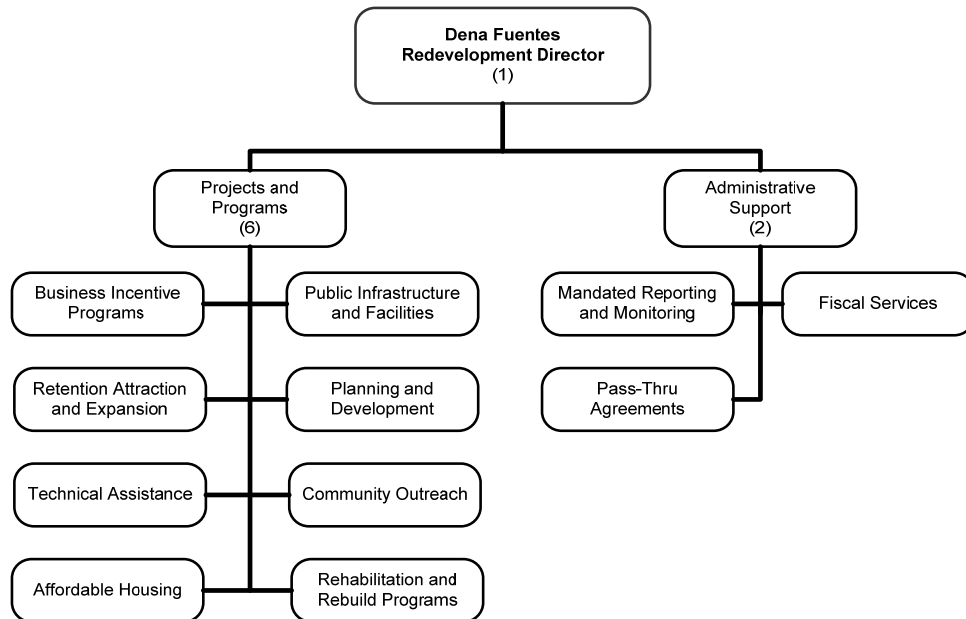 Dena Fuentes
Redevelopment Director
(1)
Projects and
Programs
(6)
Administrative
Support
(2)
Business Incentive
Programs
Public Infrastructure
and Facilities
Mandated Reporting
and Monitoring
Fiscal Services
Retention Attraction
and Expansion
Planning and
Development
Pass-Thru
Agreements
Technical Assistance
Community Outreach
Affordable Housing
Rehabilitation and
Rebuild Programs